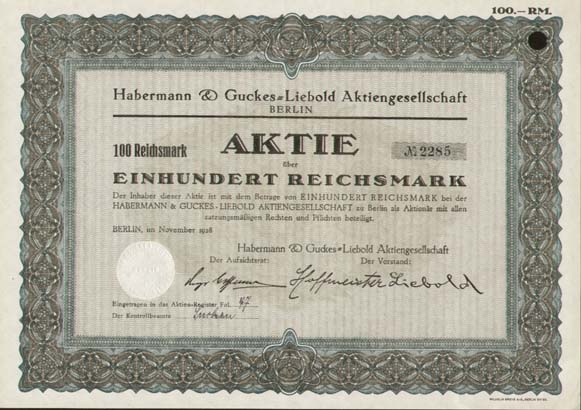 100.–RM.
Habermann & Guckes=Liebold Aktiengesellschaft
BERLIN
100 Reichsmark AKTIE № 2285
über
EINHUNDERT REICHSMARK
Der Inhaber dieser Aktie ist mit dem Betrage von EINHUNDERT REICHSMARK bei der
HABERMANN & GUCKES-LIEBOLD AKTIENGESELLSCHAFT zu Berlin als Aktionär mit allen
satzungsmäßigen Rechten und Pflichten beteiligt.
BERLIN, im November 1928
Habermann & Guckes=Liebold Aktiengesellschaft
Der Aufsichtsrat: Der Vorstand:
Hoffmeister Liebold
Eingetragen in das Aktien-Register Fol. 47
Der Kontrollbeamte